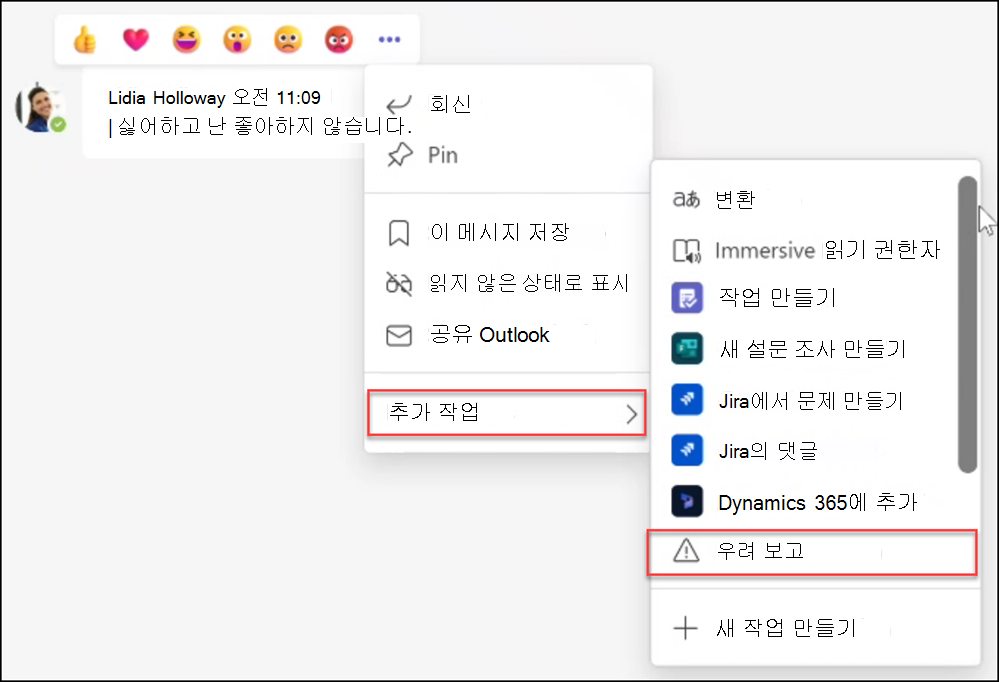 Lidia Holloway 오전 11:09
싫어하고 난 좋아하지 않습니다.
회신
Pin
이 메시지 저장
읽지 않은 상태로 표시
공유 Outlook
추가 작업
변환
Immersive 읽기 권한자
작업 만들기
새 설문 조사 만들기
Jira에서 문제 만들기
Jira의 댓글
Dynamics 365에 추가
우려 보고
새 작업 만들기